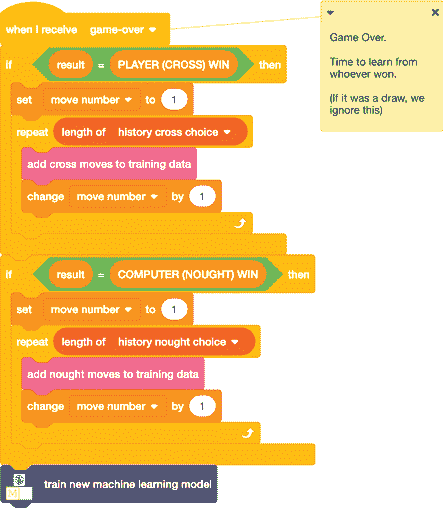 when I receive game-over
if result = PLAYER (CROSS) WIN then
set move number to 1
repeat length of history cross choice
add cross moves to training data
change move number by 1
if result = COMPUTER (NOUGHT) WIN then
set move number to 1
repeat length of history nought choice
add nought moves to training data
change move number by 1
train new machine learning model
Game Over.
Time to learn from
whoever won.
(If it was a draw, we
ignore this)